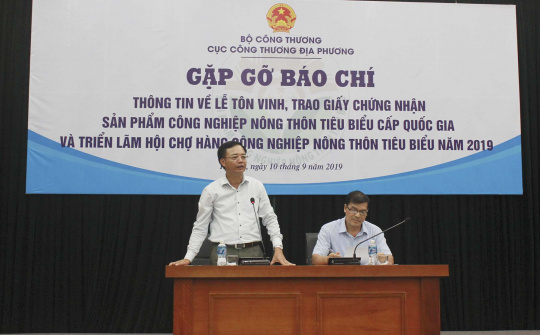 BỘ CÔNG THƯƠNG
CỤC CÔNG THƯƠNG ĐỊA PHƯƠNG
GẶP GỠ BÁO CHÍ
THÔNG TIN VỀ LỄ TÔN VINH, TRAO GIẤY CHỨNG NHẬN
SẢN PHẨM CÔNG NGHIỆP NÔNG THÔN TIÊU BIỂU CẤP QUỐC GIA
VÀ TRIỂN LÃM HỘI CHỢ HÀNG CÔNG NGHIỆP NÔNG THÔN TIÊU BIỂU NĂM 2019
ngày 10 tháng 9 năm 2019